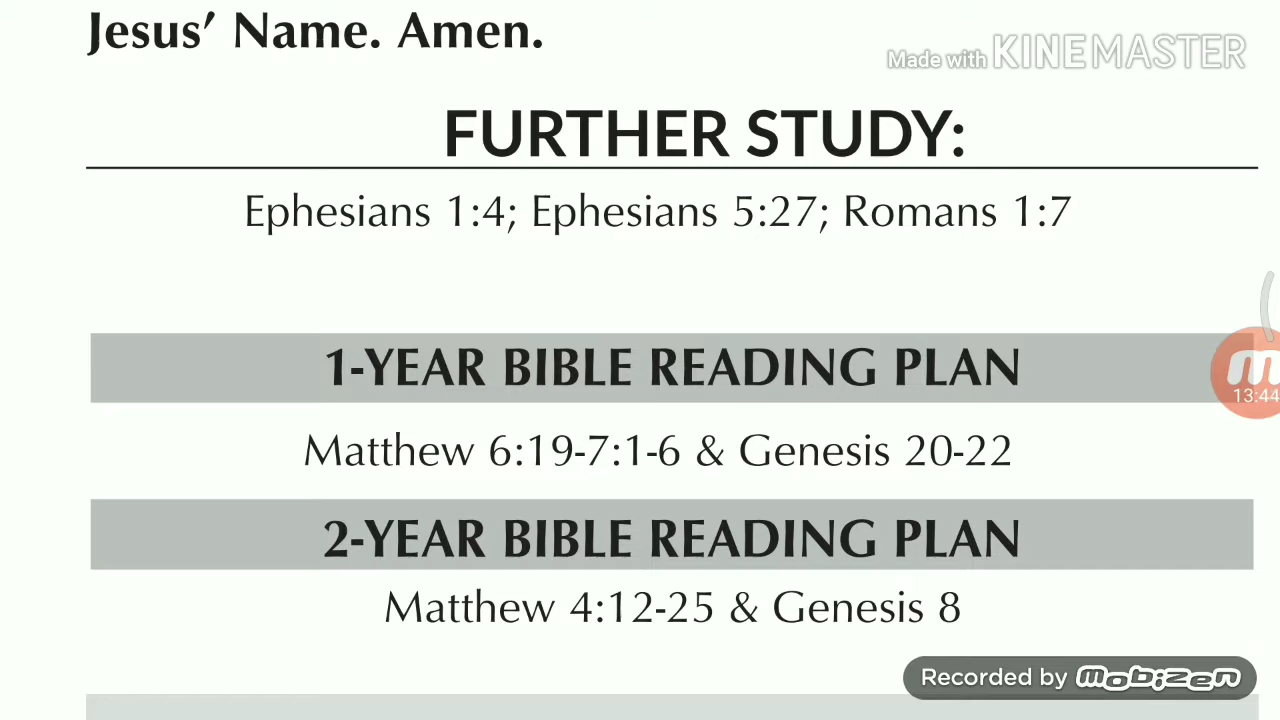 Jesus’ Name. Amen.
Made with KINEMASTER
FURTHER STUDY:
Ephesians 1:4; Ephesians 5:27; Romans 1:7
1-YEAR BIBLE READING PLAN
13:44
Matthew 6:19-7:1-6 & Genesis 20-22
2-YEAR BIBLE READING PLAN
Matthew 4:12-25 & Genesis 8
Recorded by mobizen